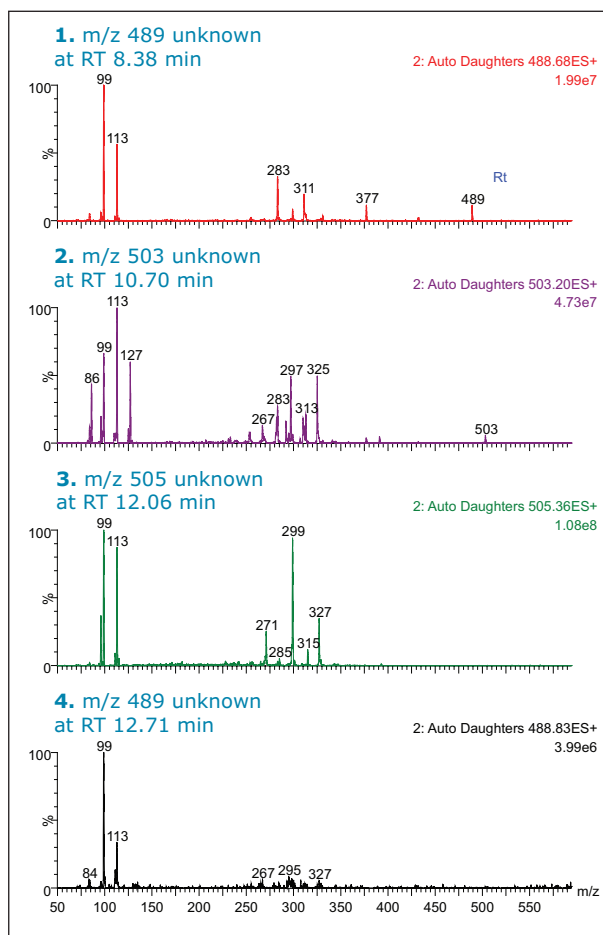 1. m/z 489 unknown
at RT 8.38 min
2: Auto Daughters 488.68ES+
1.99e7
100
%
0
99
113
283
311
377
Rt
489
2. m/z 503 unknown
at RT 10.70 min
2: Auto Daughters 503.20ES+
4.73e7
100
%
0
86
99
113
127
267
283
297
313
325
503
3. m/z 505 unknown
at RT 12.06 min
2: Auto Daughters 505.36ES+
1.08e8
100
%
0
99
113
271
285
299
315
327
4. m/z 489 unknown
at RT 12.71 min
2: Auto Daughters 488.83ES+
3.99e6
100
%
0
84
99
113
267
295
327
50 100 150 200 250 300 350 400 450 500 550 m/z